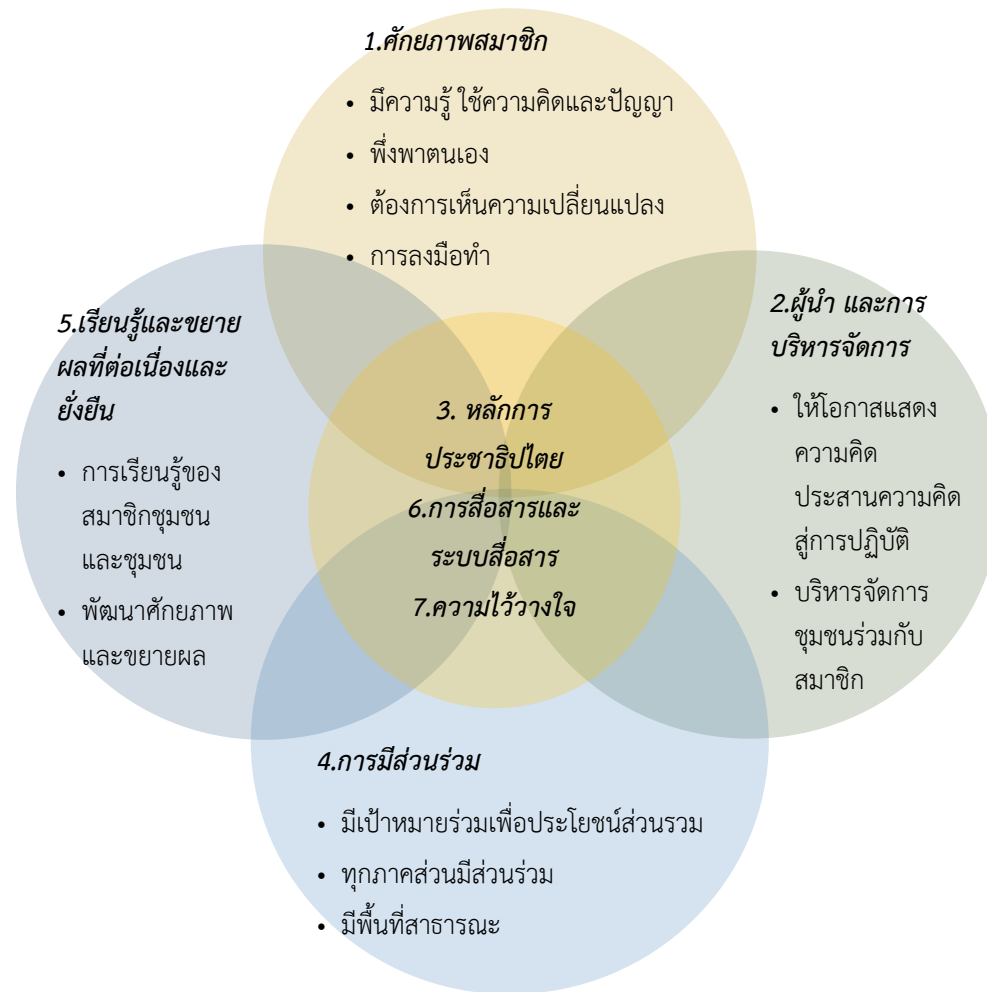 1.ศักยภาพสมาชิก
• มีความรู้ ใช้ความคิดและปัญญา
• พึ่งพาตนเอง
• ต้องการเห็นความเปลี่ยนแปลง
• การลงมือทำ
2.ผู้นำ และการ
บริหารจัดการ
• ให้โอกาสแสดง
ความคิด
ประสานความคิด
สู่การปฏิบัติ
• บริหารจัดการ
ชุมชนร่วมกับ
สมาชิก
3. หลักการ
ประชาธิปไตย
6.การสื่อสารและ
ระบบสื่อสาร
7.ความไว้วางใจ
4.การมีส่วนร่วม
• มีเป้าหมายร่วมเพื่อประโยชน์ส่วนรวม
• ทุกภาคส่วนมีส่วนร่วม
• มีพื้นที่สาธารณะ
5.เรียนรู้และขยาย
ผลที่ต่อเนื่องและ
ยั่งยืน
• การเรียนรู้ของ
สมาชิกชุมชน
และชุมชน
• พัฒนาศักยภาพ
และขยายผล